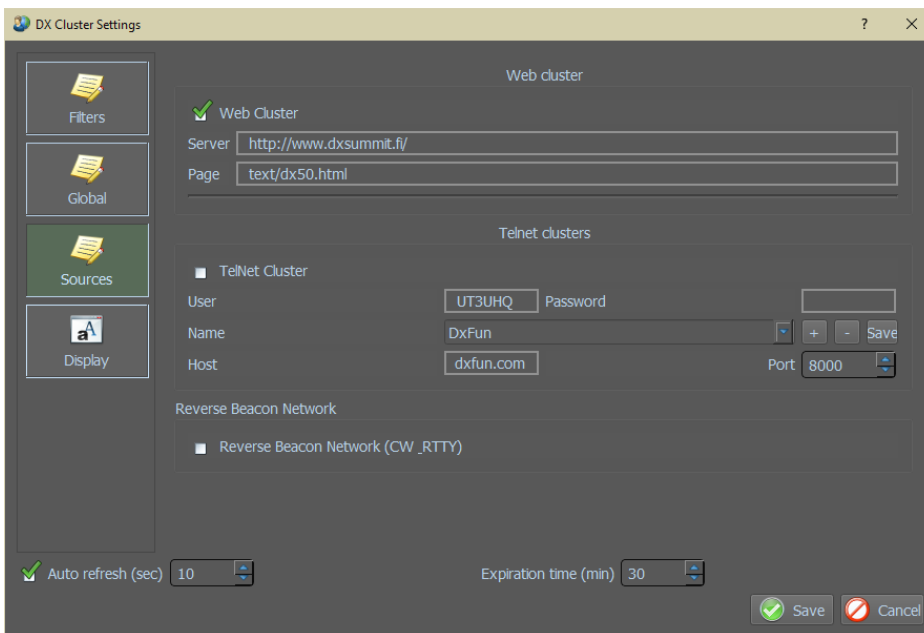 DX Cluster Settings
?
Filters
Global
Sources
Display
Web cluster
Web Cluster
Server http://www.dxsummit.fi/
Page text/dx50.html
Telnet clusters
TelNet Cluster
User UT3UHQ Password
Name DxFun + - Save
Host dxfun.com Port 8000
Reverse Beacon Network
Reverse Beacon Network (CW _RTTY)
Auto refresh (sec) 10 Expiration time (min) 30
Save Cancel